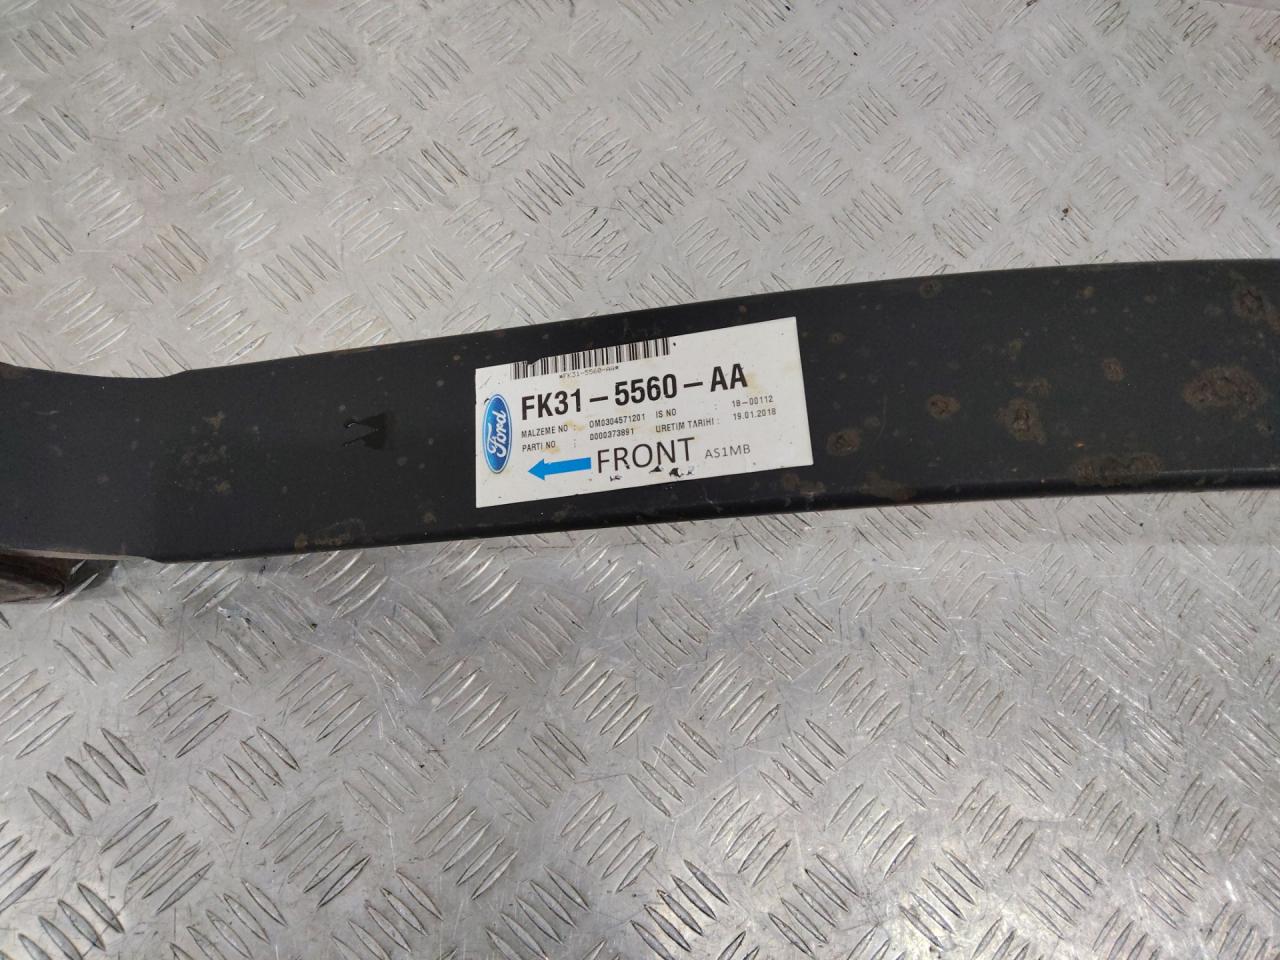 *FK31-5560-AA*
FK31-5560-AA
MALZEME NO : OM0304571201 IS NO : 18-00112
PARTI NO : 0000373891 URETIM TARIHI : 19.01.2018
Ford
FRONT AS1MB